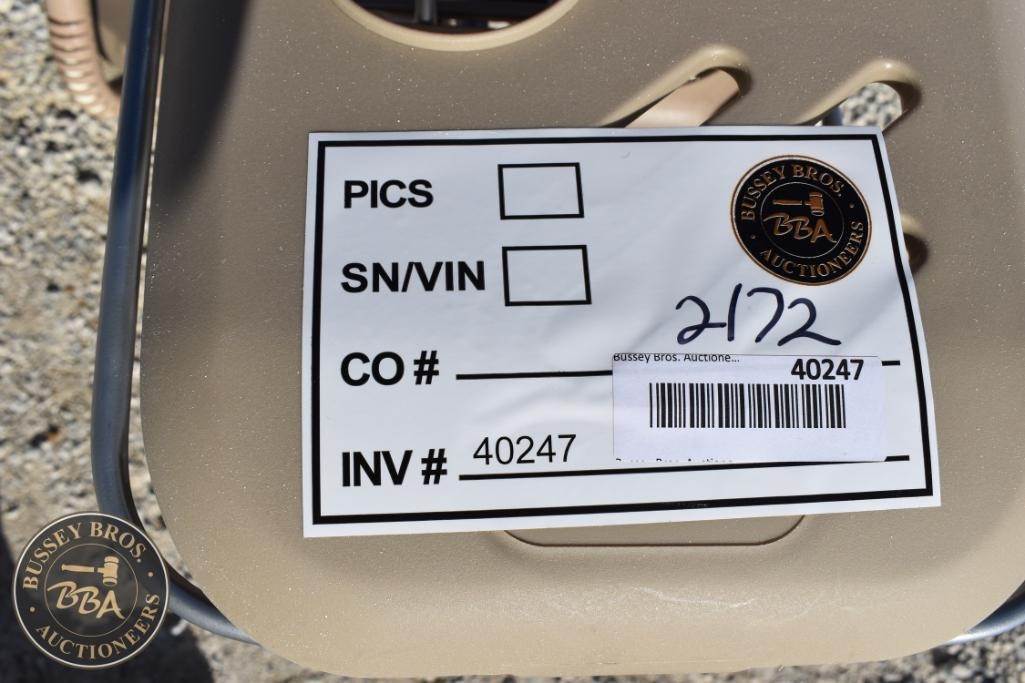 PICS
BUSSEY BROS.
BBA
AUCTIONEERS
SN/VIN
2172
CO #
Bussey Bros. Auctione...
40247
INV # 40247
BUSSEY BROS.
BBA
AUCTIONEERS